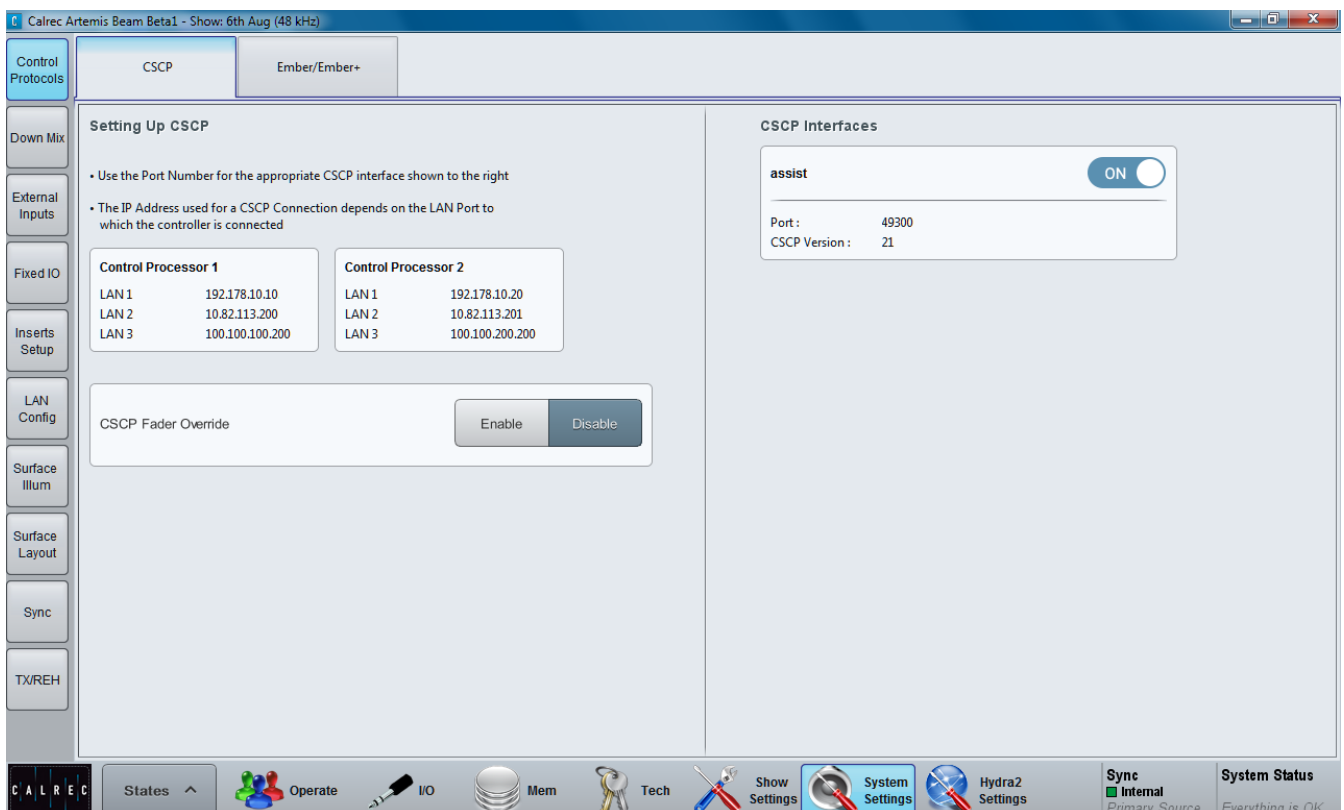 Calrec Artemis Beam Beta1 - Show: 6th Aug (48 kHz)
Control
Protocols
Down Mix
External
Inputs
Fixed IO
Inserts
Setup
LAN
Config
Surface
Illum
Surface
Layout
Sync
TX/REH
CSCP
Ember/Ember+
Setting Up CSCP
• Use the Port Number for the appropriate CSCP interface shown to the right
• The IP Address used for a CSCP Connection depends on the LAN Port to
which the controller is connected
Control Processor 1
LAN 1 192.178.10.10
LAN 2 10.82.113.200
LAN 3 100.100.100.200
Control Processor 2
LAN 1 192.178.10.20
LAN 2 10.82.113.201
LAN 3 100.100.200.200
CSCP Fader Override
Enable
Disable
CSCP Interfaces
assist
ON
Port : 49300
CSCP Version : 21
CALREC
States
Operate
I/O
Mem
Tech
Show
Settings
System
Settings
Hydra2
Settings
Sync
Internal
Primary Source
System Status
Everything is OK